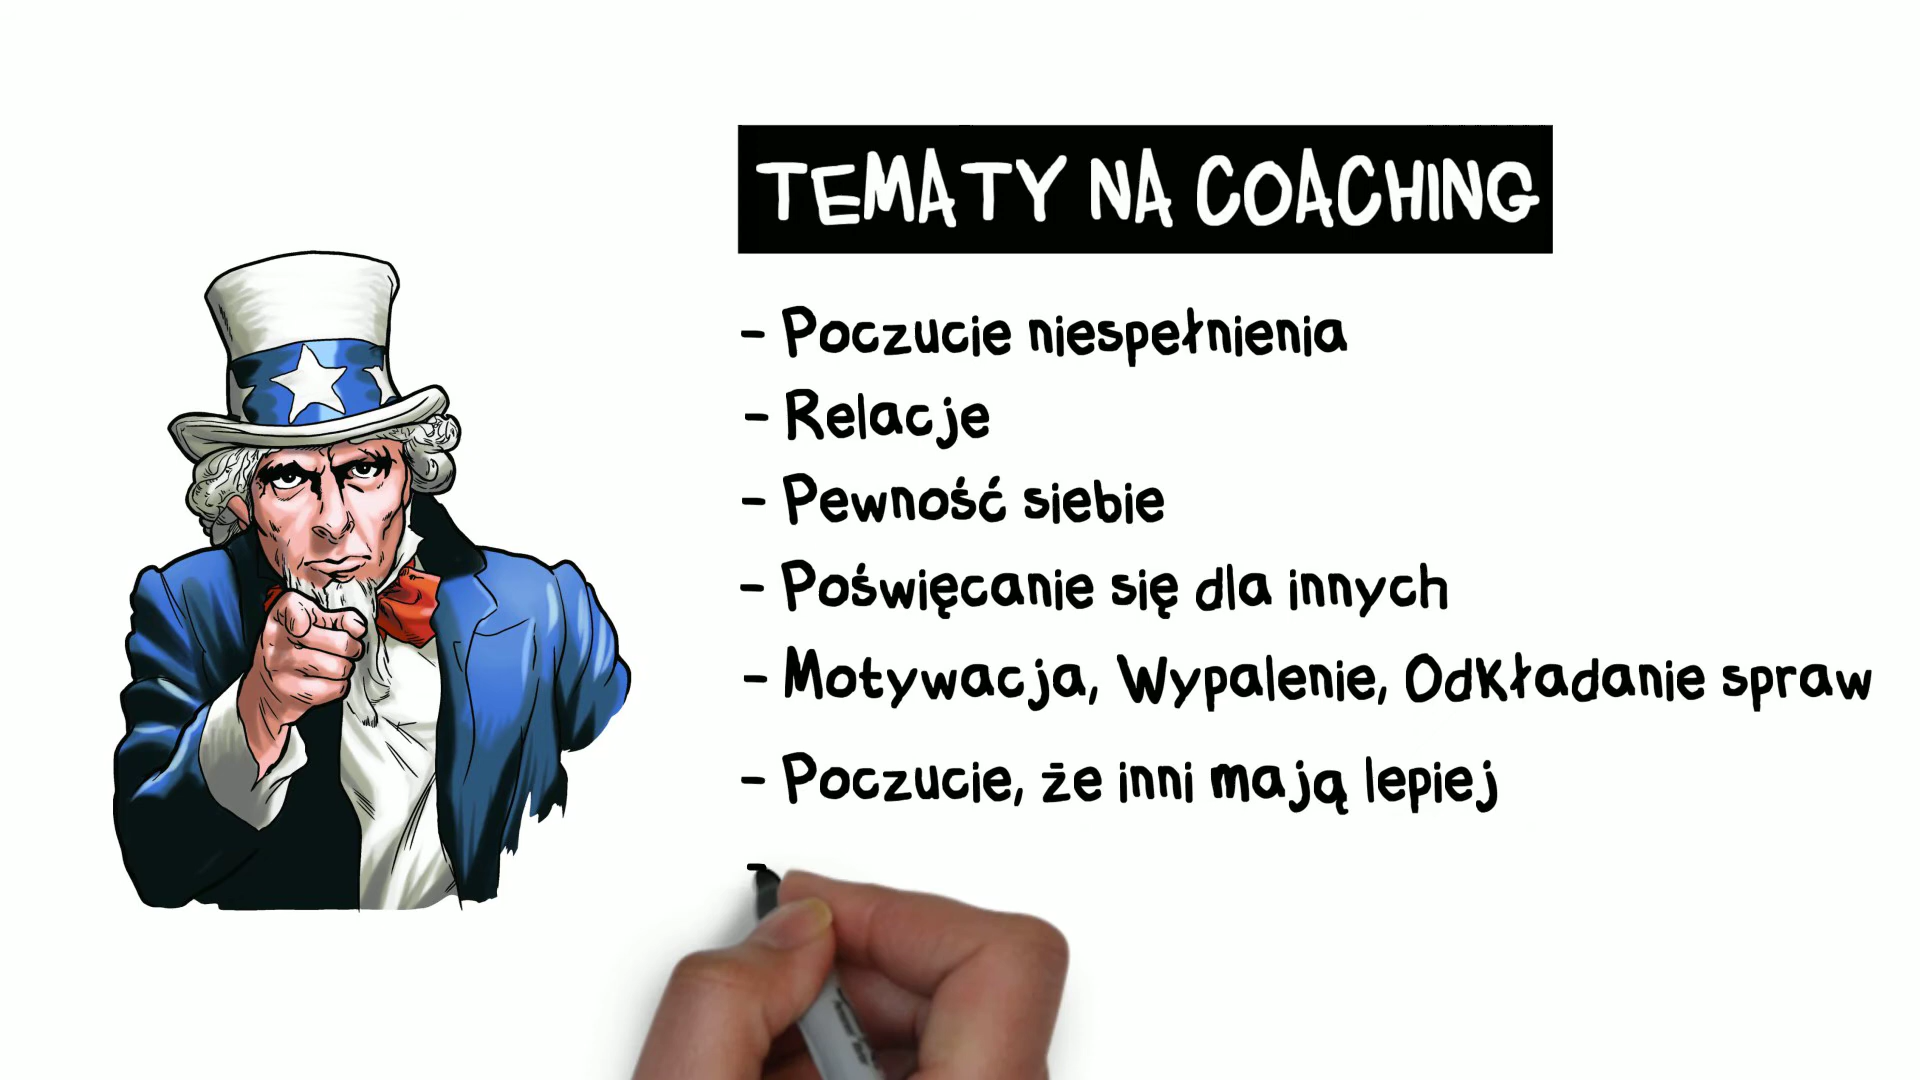 TEMATY NA COACHING
- Poczucie niespełnienia
- Relacje
- Pewność siebie
- Poświęcanie się dla innych
- Motywacja, Wypalenie, Odkładanie spraw
- Poczucie, że inni mają lepiej
-